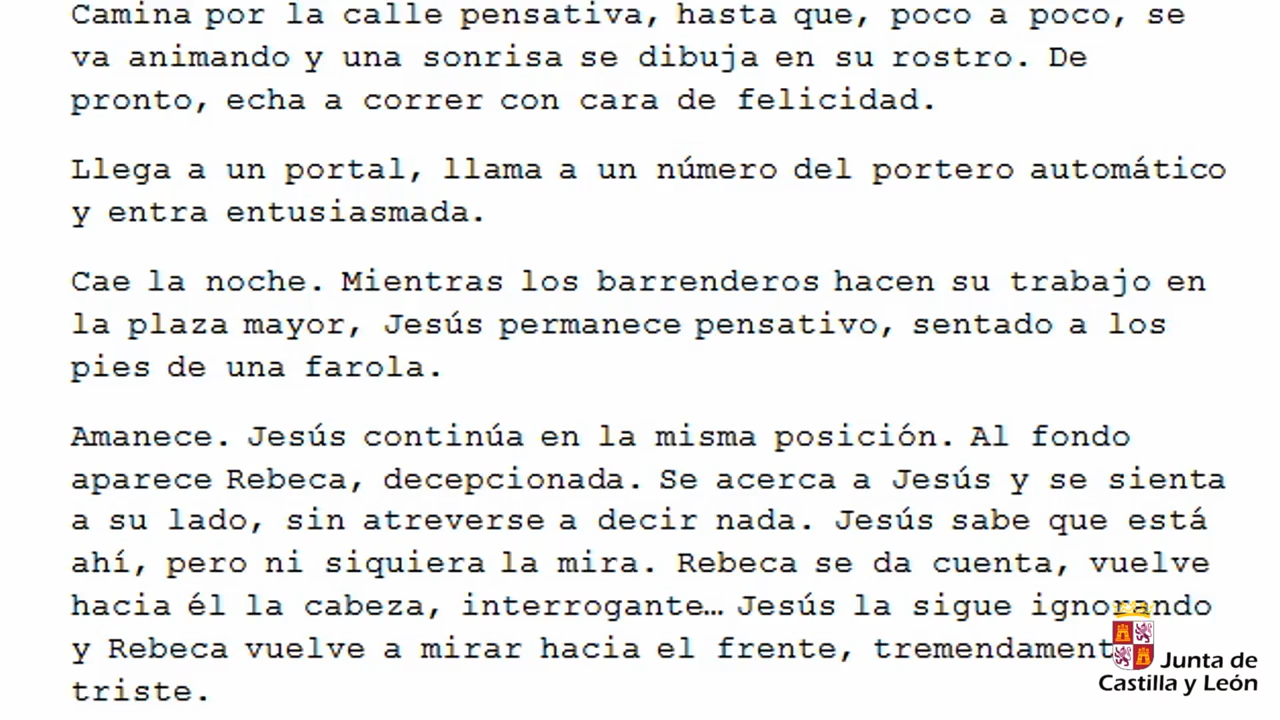 Camina por la calle pensativa, hasta que, poco a poco, se
va animando y una sonrisa se dibuja en su rostro. De
pronto, echa a correr con cara de felicidad.
Llega a un portal, llama a un número del portero automático
y entra entusiasmada.
Cae la noche. Mientras los barrenderos hacen su trabajo en
la plaza mayor, Jesús permanece pensativo, sentado a los
pies de una farola.
Amanece. Jesús continúa en la misma posición. Al fondo
aparece Rebeca, decepcionada. Se acerca a Jesús y se sienta
a su lado, sin atreverse a decir nada. Jesús sabe que está
ahí, pero ni siquiera la mira. Rebeca se da cuenta, vuelve
hacia él la cabeza, interrogante… Jesús la sigue ignorando
y Rebeca vuelve a mirar hacia el frente, tremendament
triste.
Junta de
Castilla y León